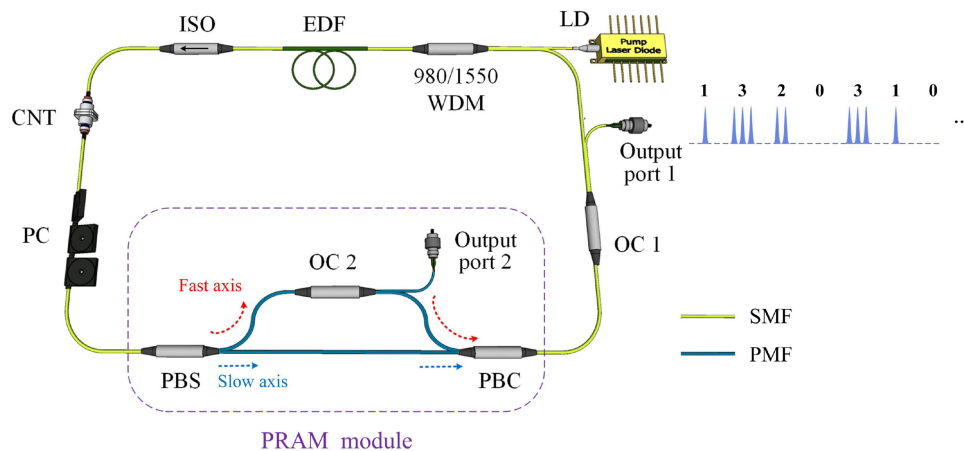 ISO
EDF
LD
Pump
Laser Diode
980/1550
WDM
CNT
1 3 2 0 3 1 0
..
Output
port 1
PC
OC 1
OC 2
Output
port 2
Fast axis
SMF
PMF
PBS
Slow axis
PBC
PRAM module